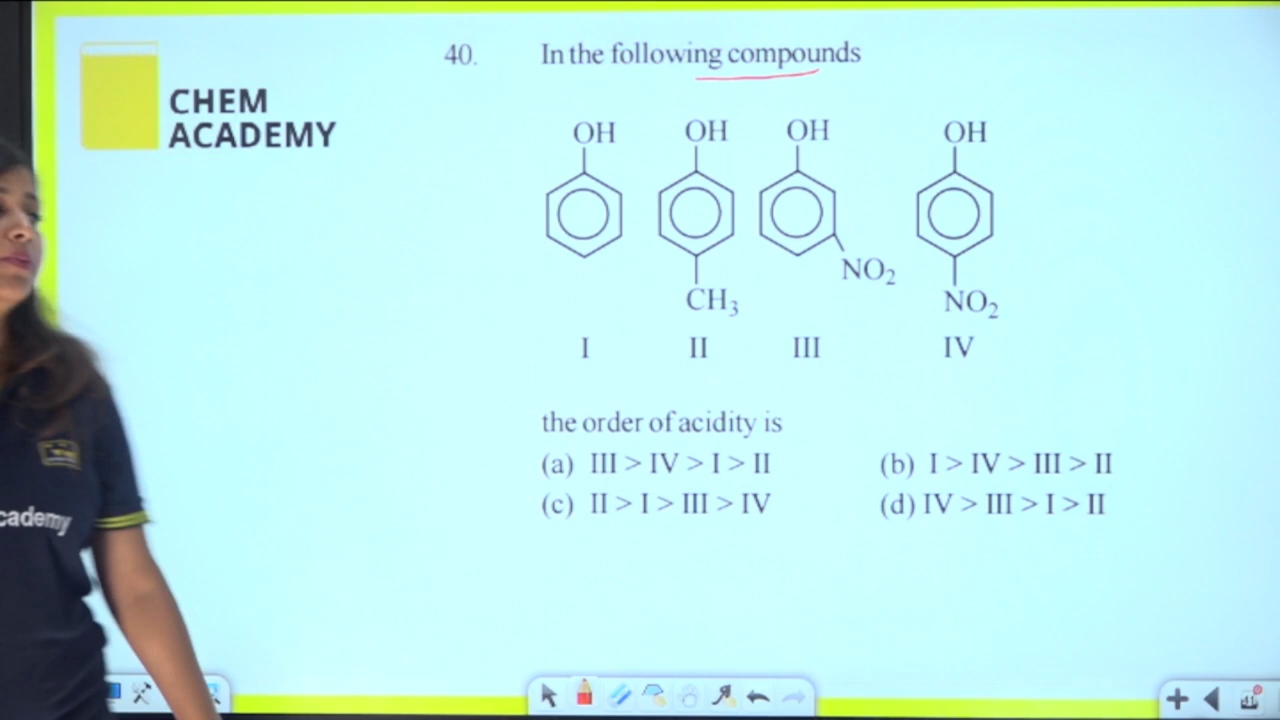 CHEM
ACADEMY
40. In the following compounds
OH OH OH OH
NO2
CH3 NO2
I II III IV
the order of acidity is
(a) III > IV > I > II (b) I > IV > III > II
(c) II > I > III > IV (d) IV > III > I > II
cademy